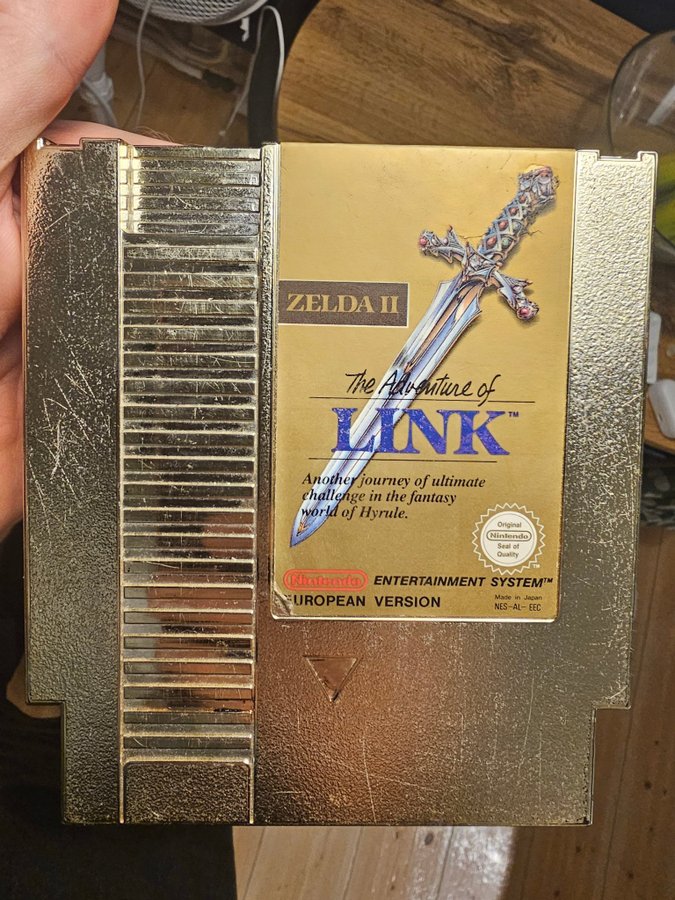 ZELDA II
The Adventure of
LINK™
Another journey of ultimate
challenge in the fantasy
world of Hyrule.
Original
Nintendo
Seal of
Quality
™
Nintendo ENTERTAINMENT SYSTEM™
EUROPEAN VERSION
Made in Japan
NES-AL-EEC